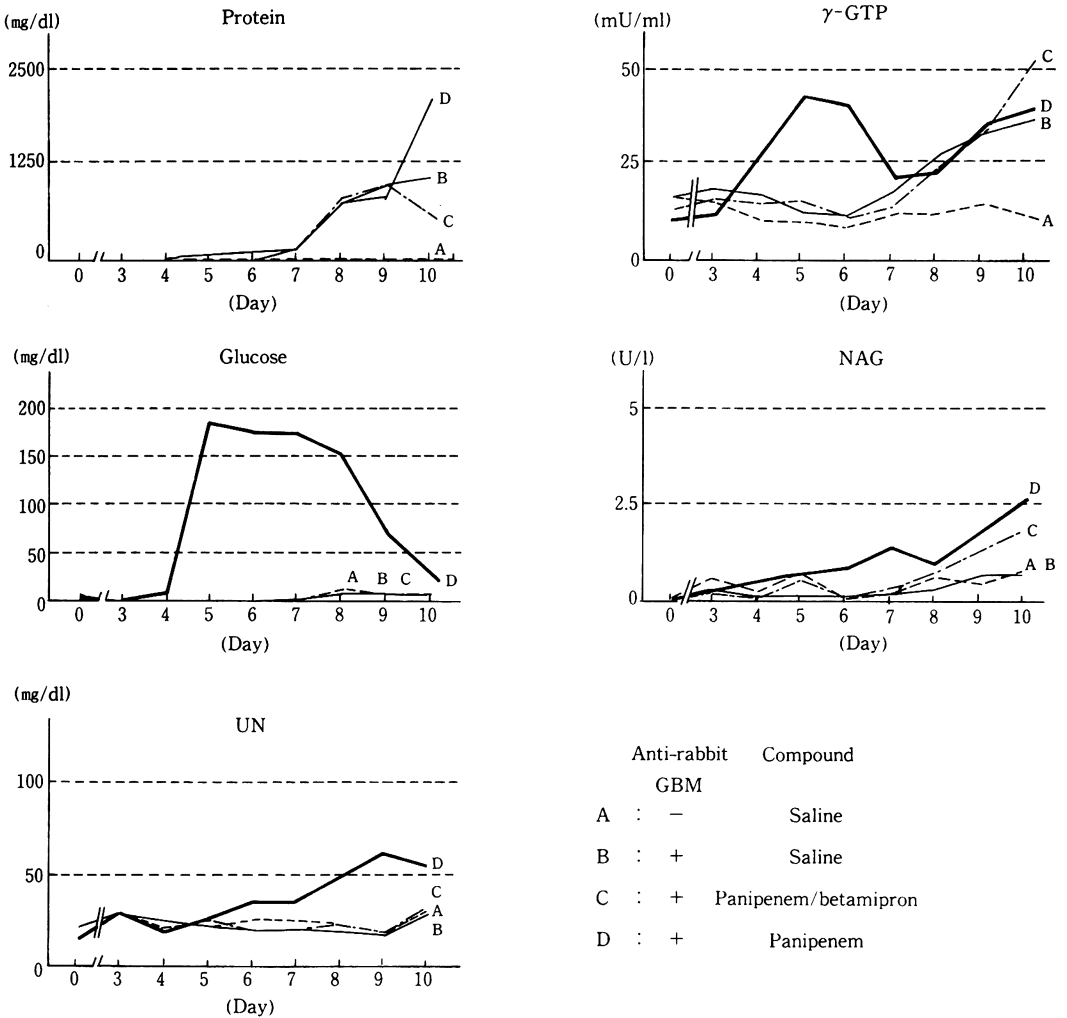 Protein
(mg/dl)
2500
1250
0
D
B
C
A
0 3 4 5 6 7 8 9 10
(Day)
γ-GTP
(mU/ml)
50
25
0
C
D
B
A
0 3 4 5 6 7 8 9 10
(Day)
Glucose
(mg/dl)
200
150
100
50
0
A B C D
0 3 4 5 6 7 8 9 10
(Day)
NAG
(U/l)
5
2.5
0
D
C
A B
0 3 4 5 6 7 8 9 10
(Day)
UN
(mg/dl)
100
50
0
D
C
A
B
0 3 4 5 6 7 8 9 10
(Day)
Anti-rabbit Compound
GBM
A : − Saline
B : + Saline
C : + Panipenem/betamipron
D : + Panipenem